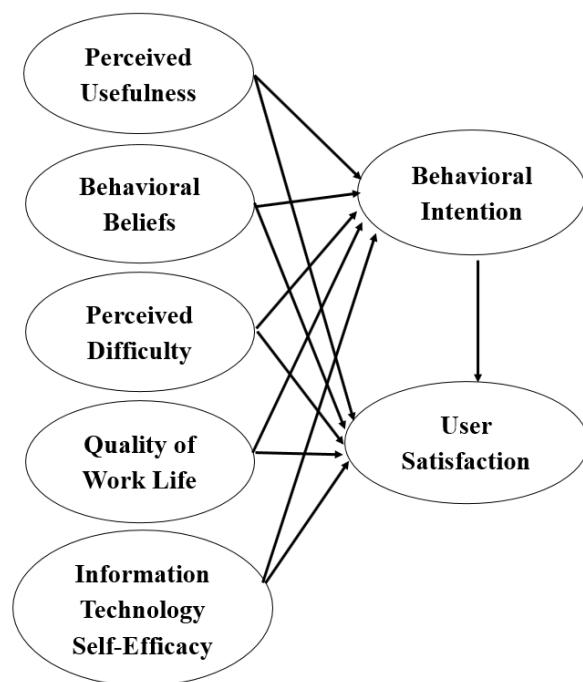 Perceived
Usefulness
Behavioral
Beliefs
Perceived
Difficulty
Quality of
Work Life
Information
Technology
Self-Efficacy
Behavioral
Intention
User
Satisfaction